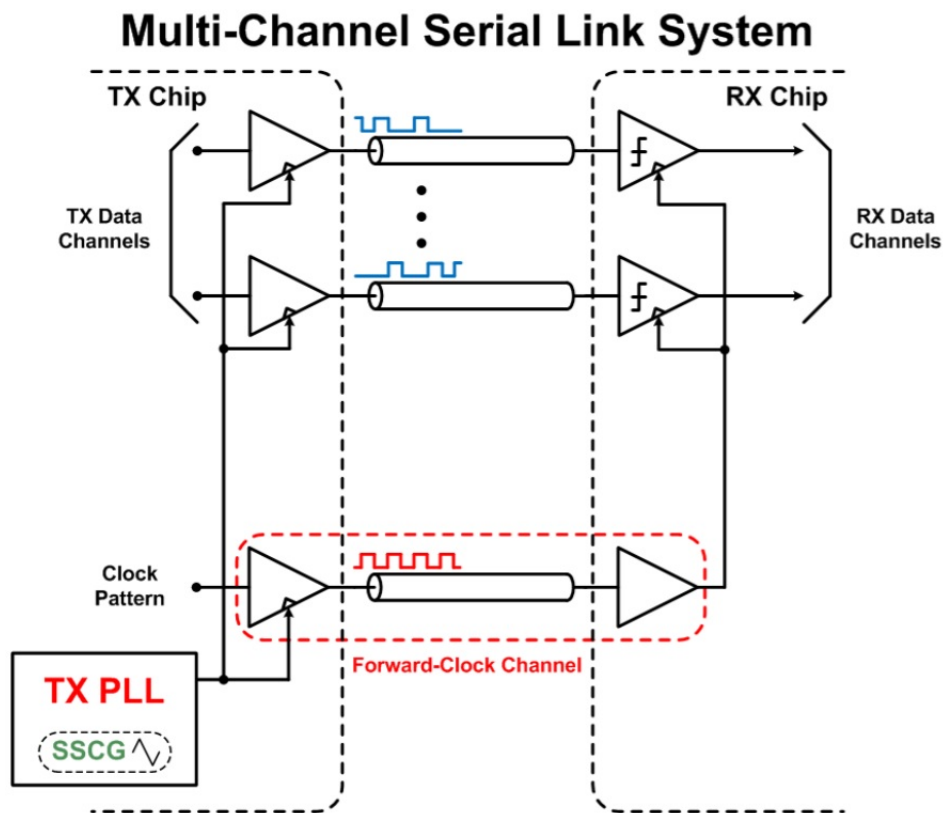 Multi-Channel Serial Link System
TX Chip
RX Chip
TX Data
Channels
RX Data
Channels
Clock
Pattern
Forward-Clock Channel
TX PLL
SSCG